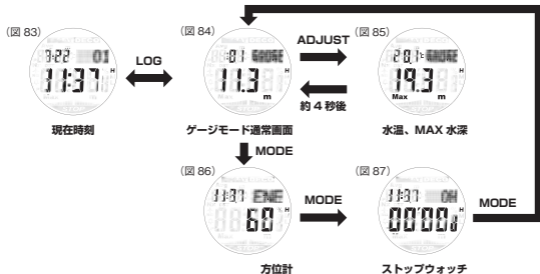 (図 83)
9:22 01
11:37 H
現在時刻
LOG
(図 84)
:01 GAUGE
11.3 H
m
ゲージモード通常画面
ADJUST
約 4 秒後
(図 85)
28.1: GAUGE
19.3 H
Max m
水温、MAX 水深
MODE
(図 86)
11:37 ENE
60 H
方位計
MODE
(図 87)
11:37 0H
00'00 H
ストップウォッチ
MODE